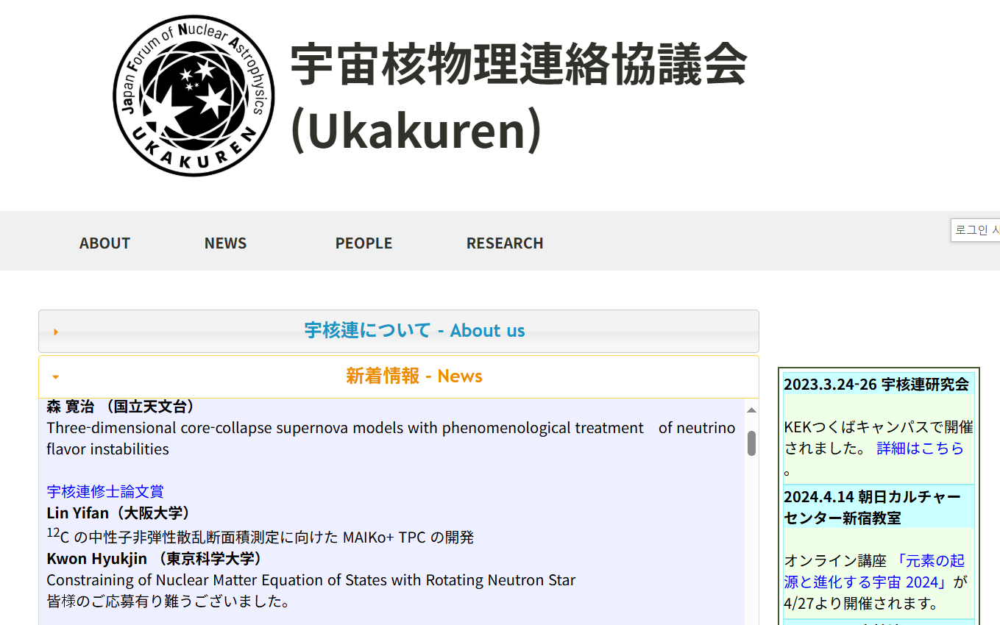 Japan Forum of Nuclear Astrophysics
UKAKUREN
宇宙核物理連絡協議会
(Ukakuren)
ABOUT NEWS PEOPLE RESEARCH
로그인
宇核連について - About us
新着情報 - News
森 寛治 （国立天文台）
Three-dimensional core-collapse supernova models with phenomenological treatment　of neutrino
flavor instabilities
宇核連修士論文賞
Lin Yifan（大阪大学）
12C の中性子非弾性散乱断面積測定に向けた MAIKo+ TPC の開発
Kwon Hyukjin （東京科学大学）
Constraining of Nuclear Matter Equation of States with Rotating Neutron Star
皆様のご応募有り難うございました。
2023.3.24-26 宇核連研究会
KEKつくばキャンパスで開催
されました。 詳細はこちら
。
2024.4.14 朝日カルチャー
センター新宿教室
オンライン講座 「元素の起
源と進化する宇宙 2024」が
4/27より開催されます。